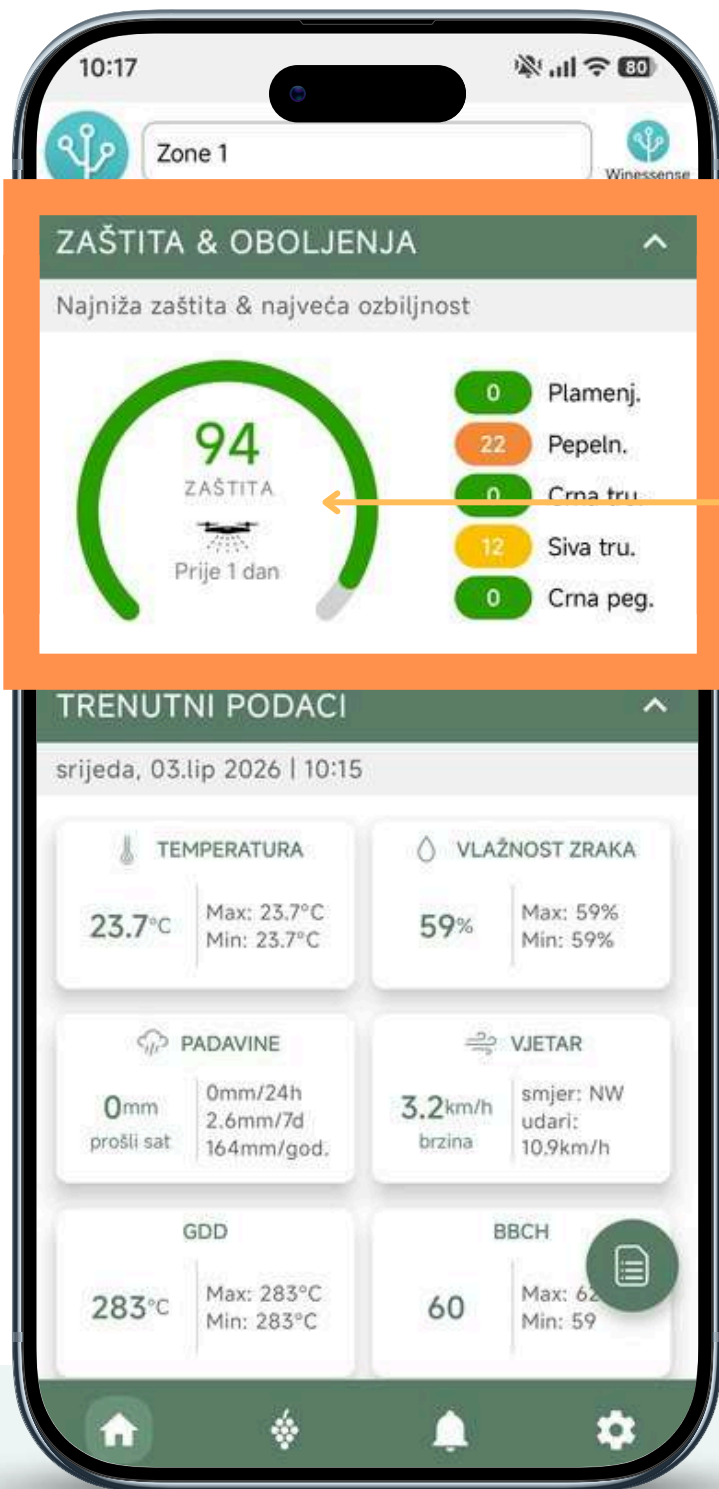 10:17
80
Zone 1
Winessense
ZAŠTITA & OBOLJENJA
Najniža zaštita & najveća ozbiljnost
94
ZAŠTITA
Prije 1 dan
0 Plamenj.
22 Pepeln.
0 Crna tru.
12 Siva tru.
0 Crna peg.
TRENUTNI PODACI
srijeda, 03.lip 2026 | 10:15
TEMPERATURA
23.7°C
Max: 23.7°C
Min: 23.7°C
VLAŽNOST ZRAKA
59%
Max: 59%
Min: 59%
PADAVINE
0mm
prošli sat
0mm/24h
2.6mm/7d
164mm/god.
VJETAR
3.2km/h
brzina
smjer: NW
udari:
10.9km/h
GDD
283°C
Max: 283°C
Min: 283°C
BBCH
60
Max: 62
Min: 59